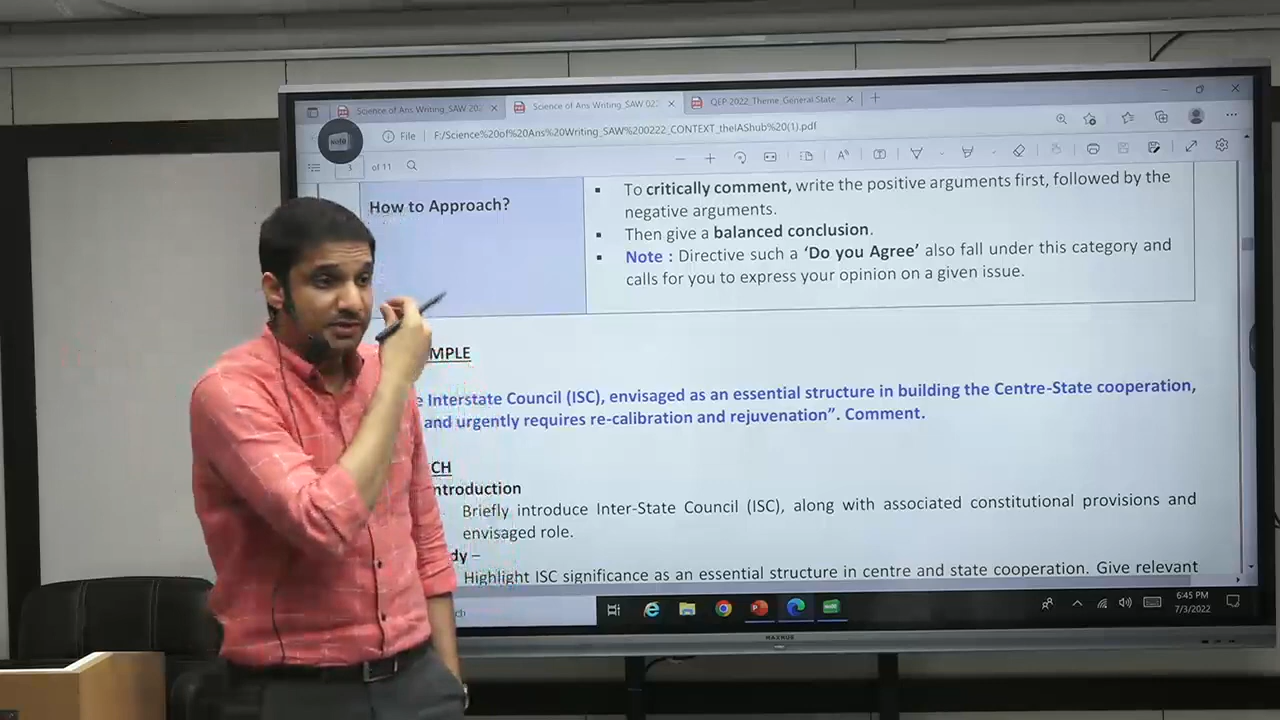 Science of Ans Writing_SAW 202
Science of Ans Writing_SAW 02
QEP 2022_Theme_General State
File
F:/Science%20of%20Ans%20Writing_SAW%200222_CONTEXT_theIAShub%20(1).pdf
3 of 11
How to Approach?
To critically comment, write the positive arguments first, followed by the
negative arguments.
Then give a balanced conclusion.
Note : Directive such a ‘Do you Agree’ also fall under this category and
calls for you to express your opinion on a given issue.
MPLE
Interstate Council (ISC), envisaged as an essential structure in building the Centre-State cooperation,
and urgently requires re-calibration and rejuvenation”. Comment.
CH
ntroduction
Briefly introduce Inter-State Council (ISC), along with associated constitutional provisions and
envisaged role.
dy –
Highlight ISC significance as an essential structure in centre and state cooperation. Give relevant
6:45 PM
7/3/2022
MAXHUB